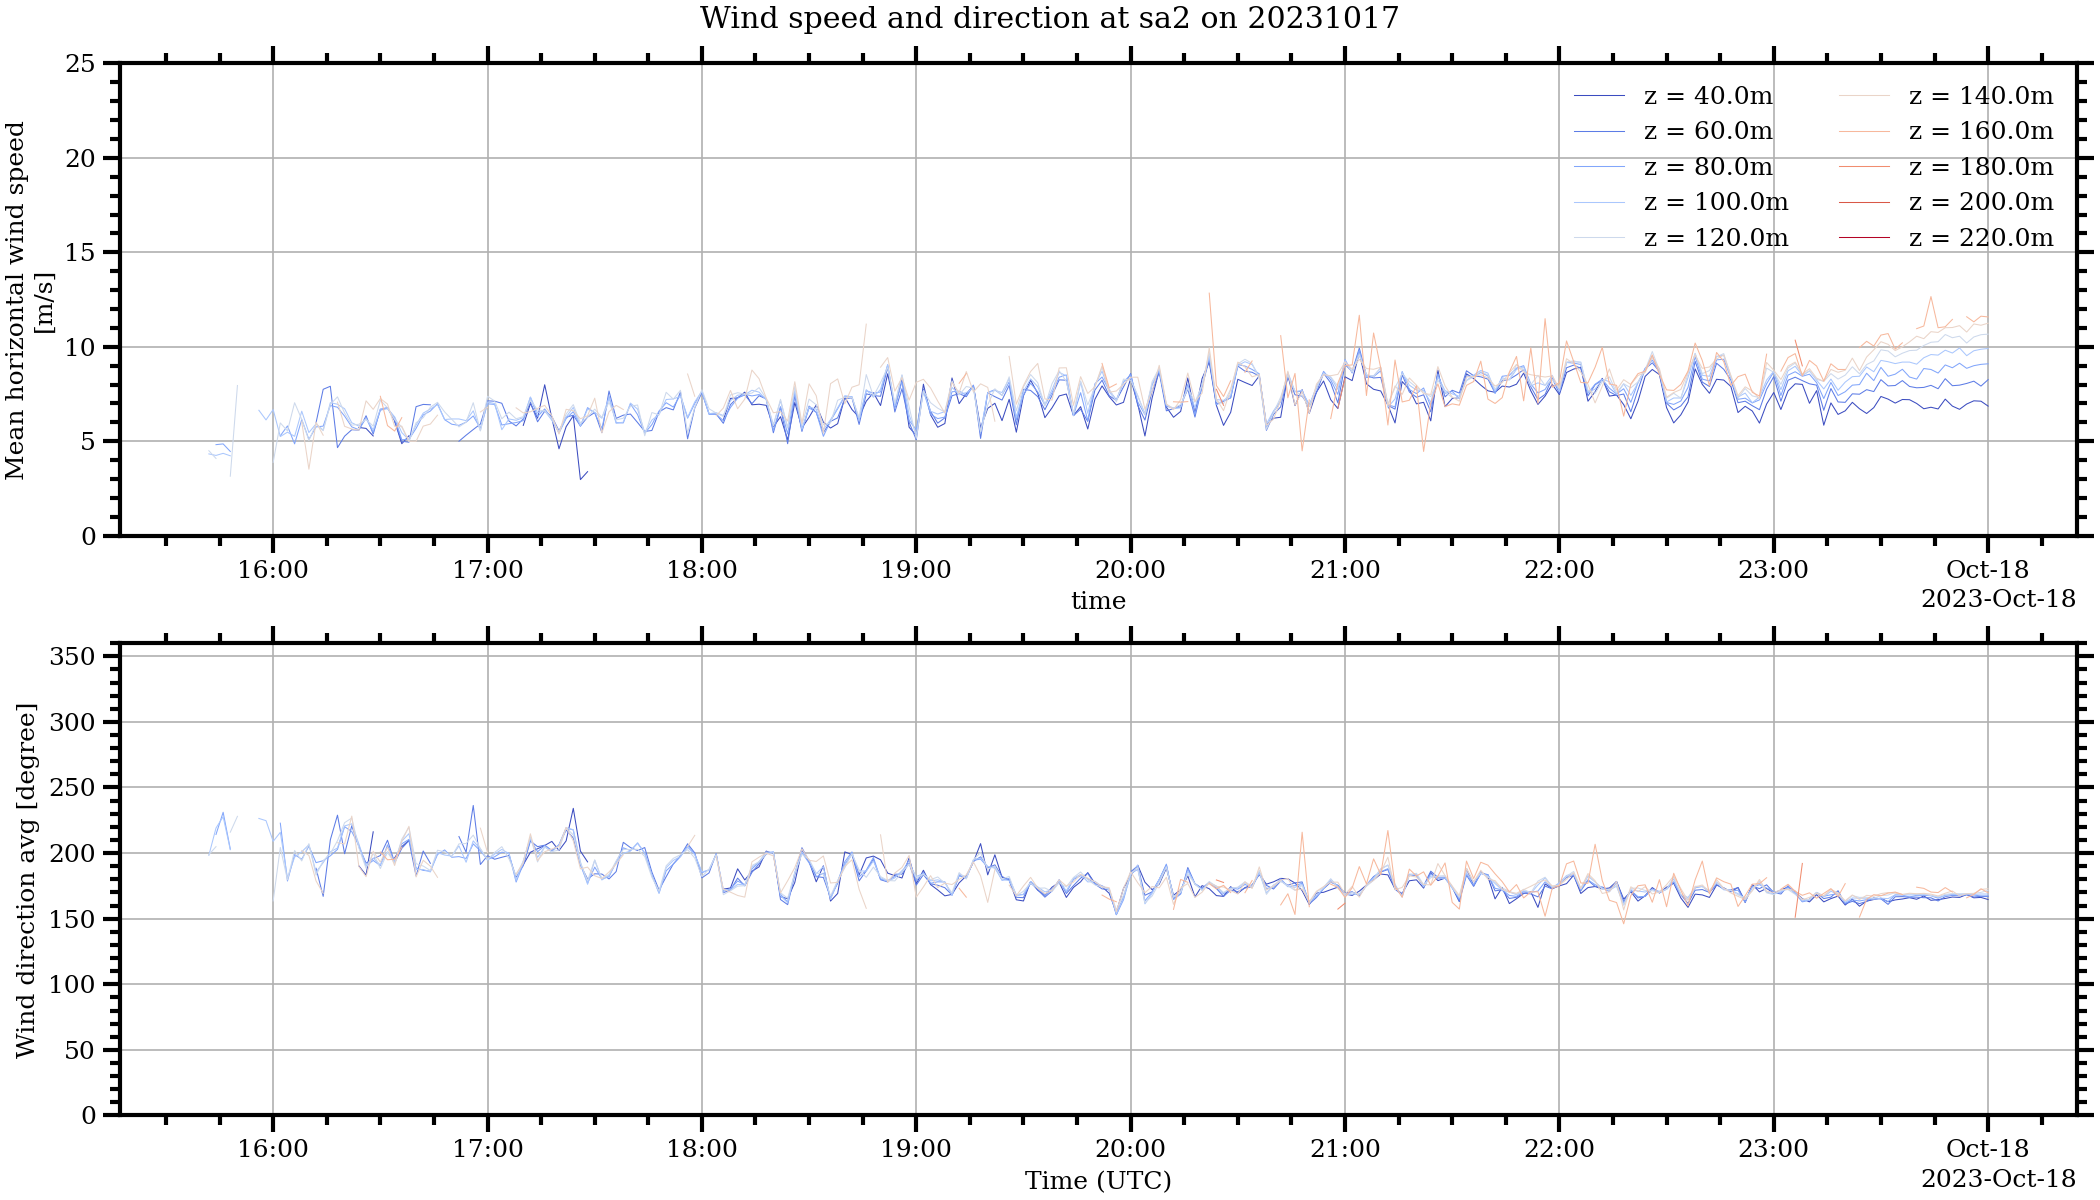 Wind speed and direction at sa2 on 20231017
Mean horizontal wind speed
[m/s]
25
20
15
10
5
0
z = 40.0m
z = 60.0m
z = 80.0m
z = 100.0m
z = 120.0m
z = 140.0m
z = 160.0m
z = 180.0m
z = 200.0m
z = 220.0m
16:00 17:00 18:00 19:00 20:00 21:00 22:00 23:00 Oct-18
time
2023-Oct-18
Wind direction avg [degree]
350
300
250
200
150
100
50
0
16:00 17:00 18:00 19:00 20:00 21:00 22:00 23:00 Oct-18
Time (UTC)
2023-Oct-18